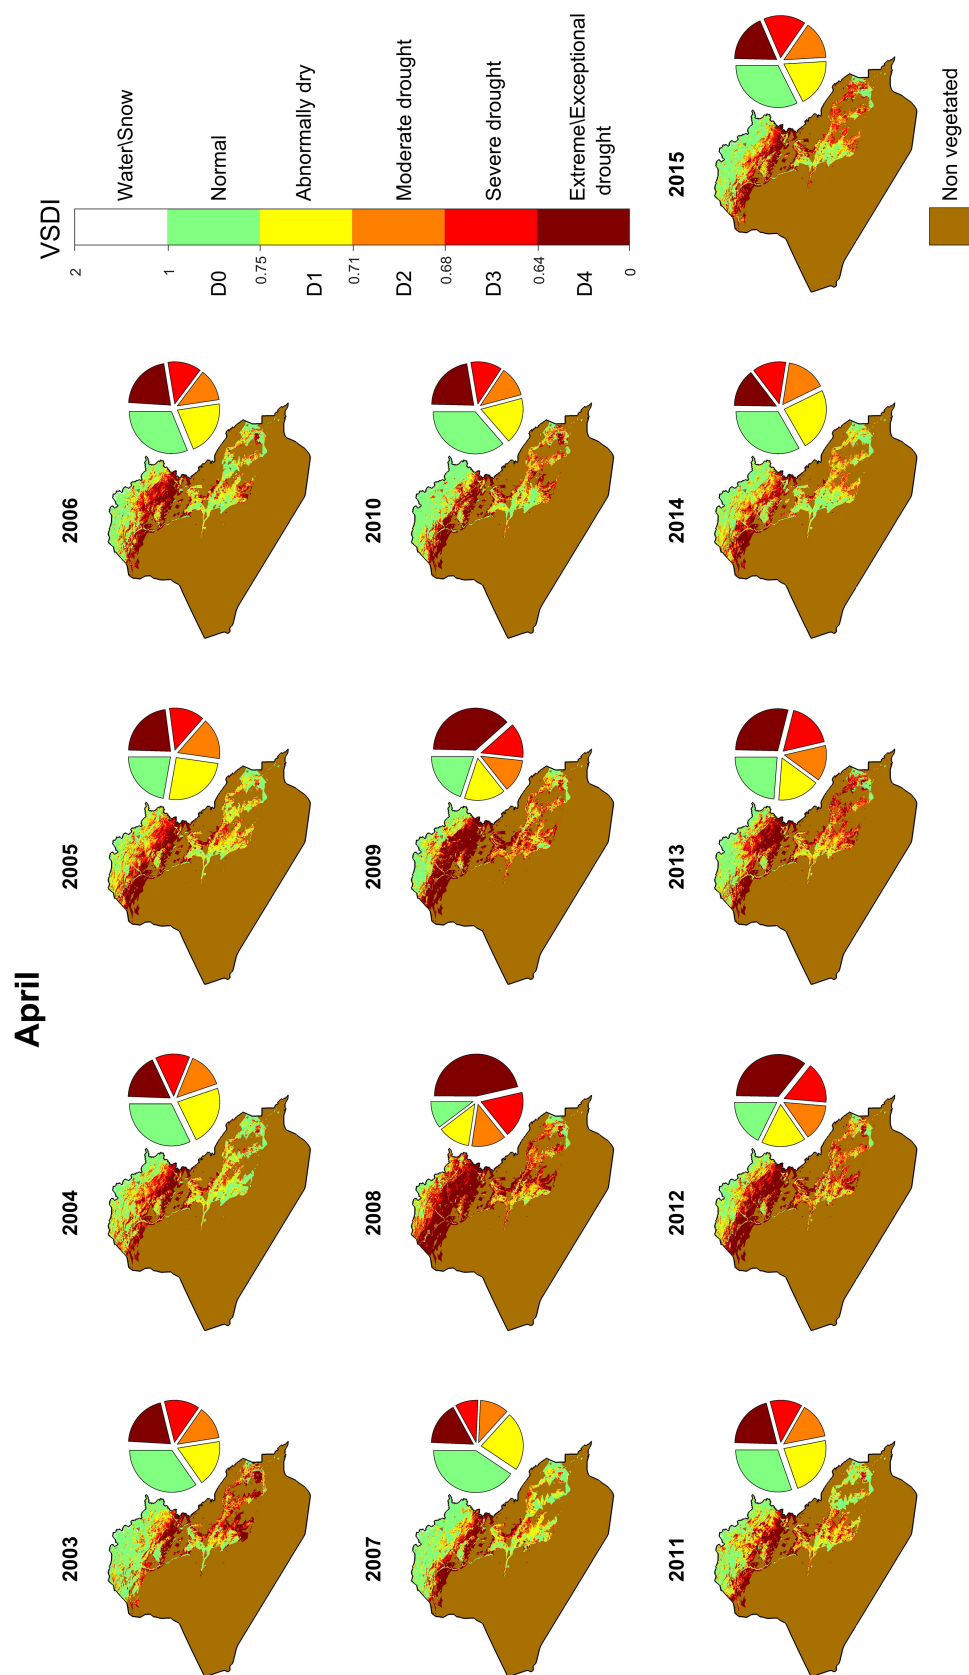 April
2003
2004
2005
2006
2007
2008
2009
2010
2011
2012
2013
2014
2015
VSDI
2
Water\Snow
1
D0
Normal
0.75
D1
Abnormally dry
0.71
D2
Moderate drought
0.68
D3
Severe drought
0.64
D4
Extreme\Exceptional
drought
0
Non vegetated